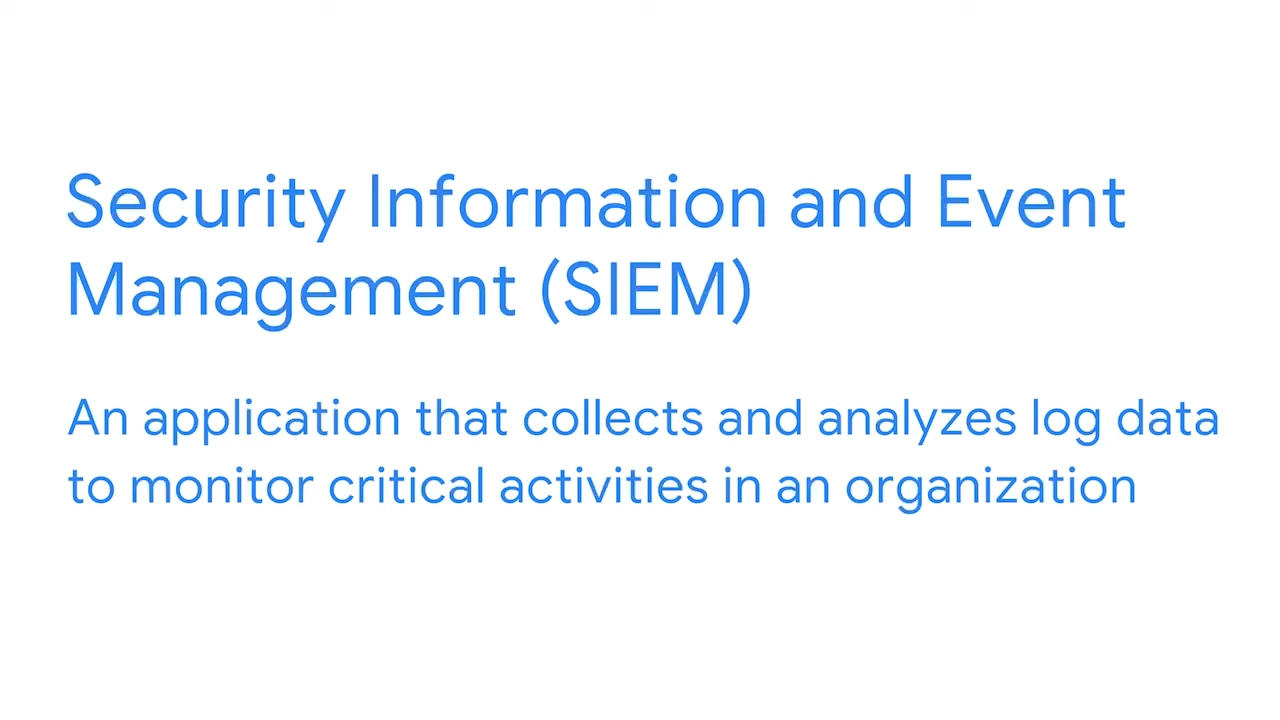 Security Information and Event
Management (SIEM)
An application that collects and analyzes log data
to monitor critical activities in an organization